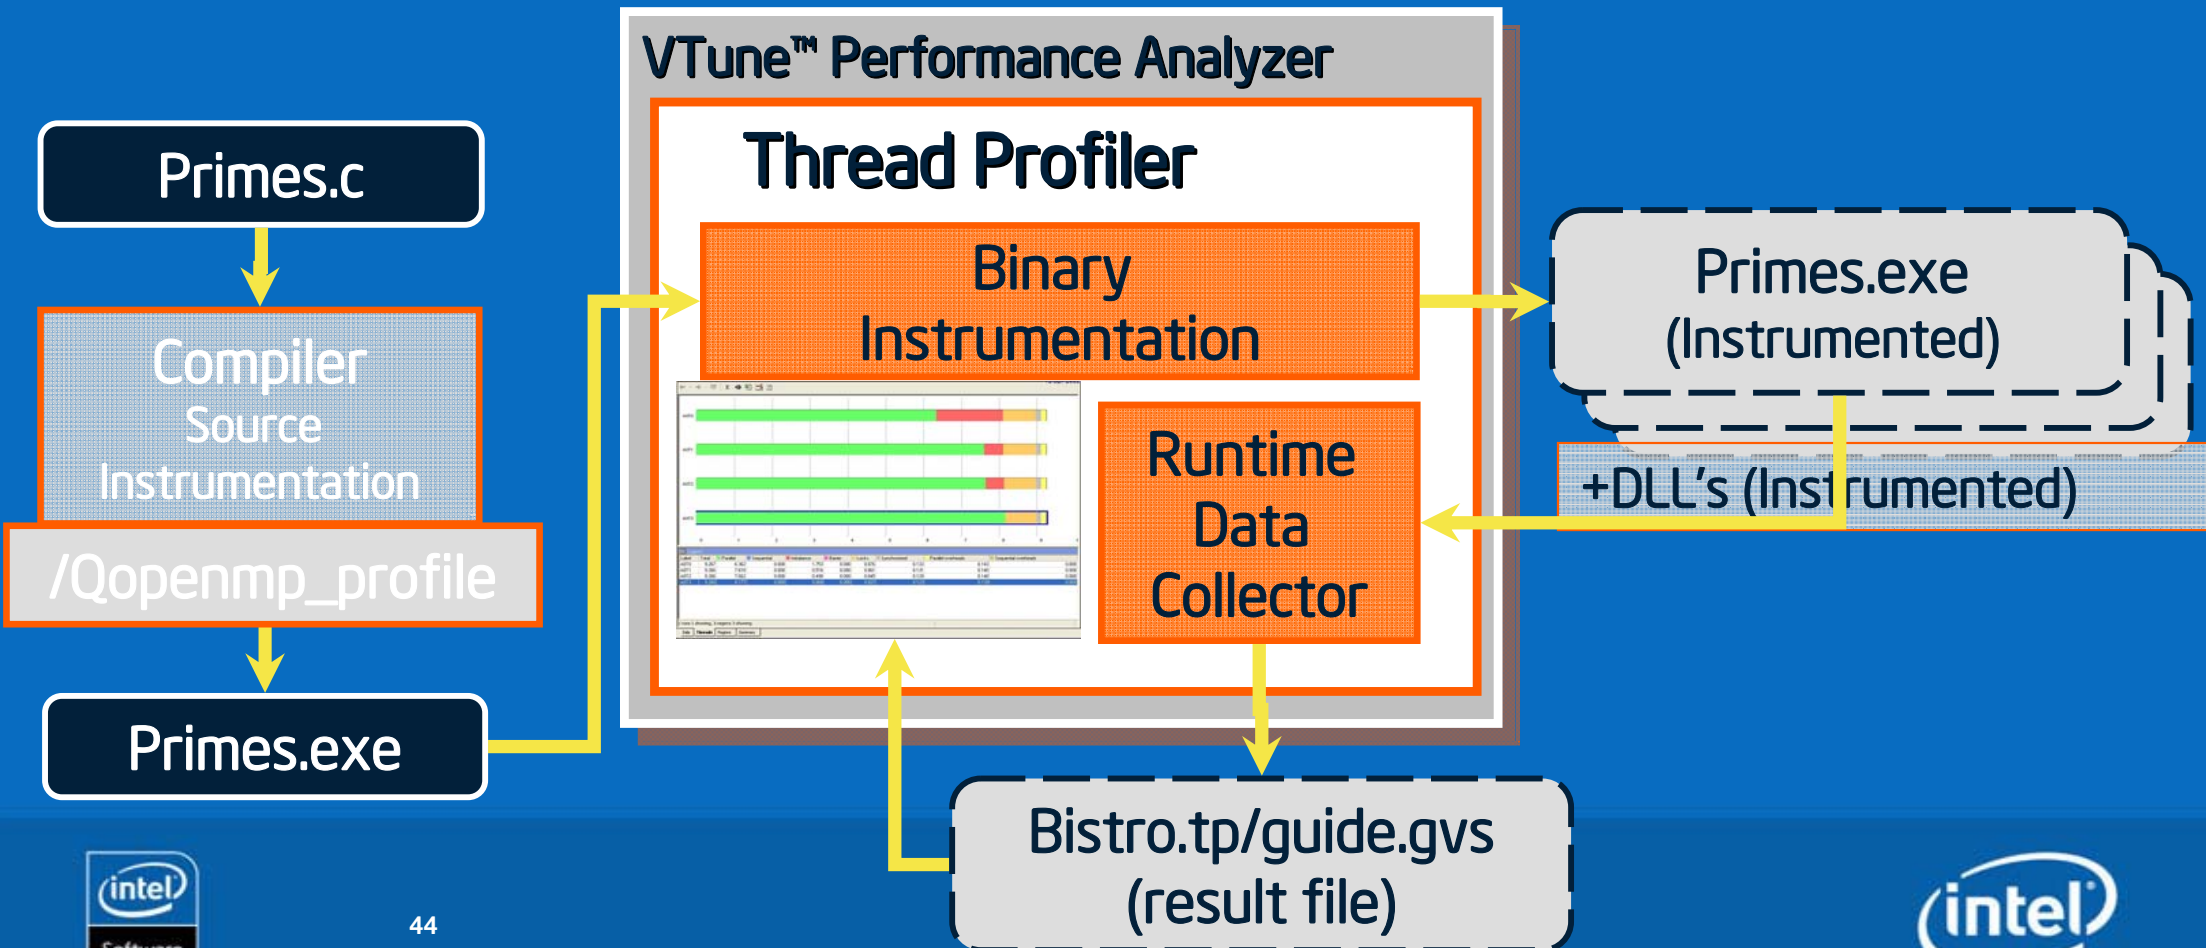 VTune™ Performance Analyzer
Thread Profiler
Primes.c
Compiler
Source
Instrumentation
/Qopenmp_profile
Primes.exe
Binary
Instrumentation
Primes.exe
(Instrumented)
+DLL's (Instrumented)
Runtime
Data
Collector
Bistro.tp/guide.gvs
(result file)
intel
Software
44
intel